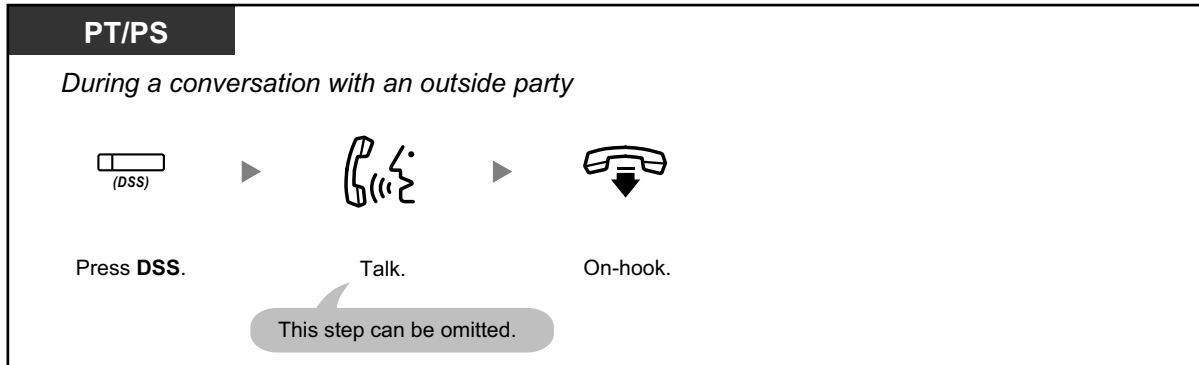 PT/PS
During a conversation with an outside party
(DSS)
Press DSS.
Talk.
On-hook.
This step can be omitted.